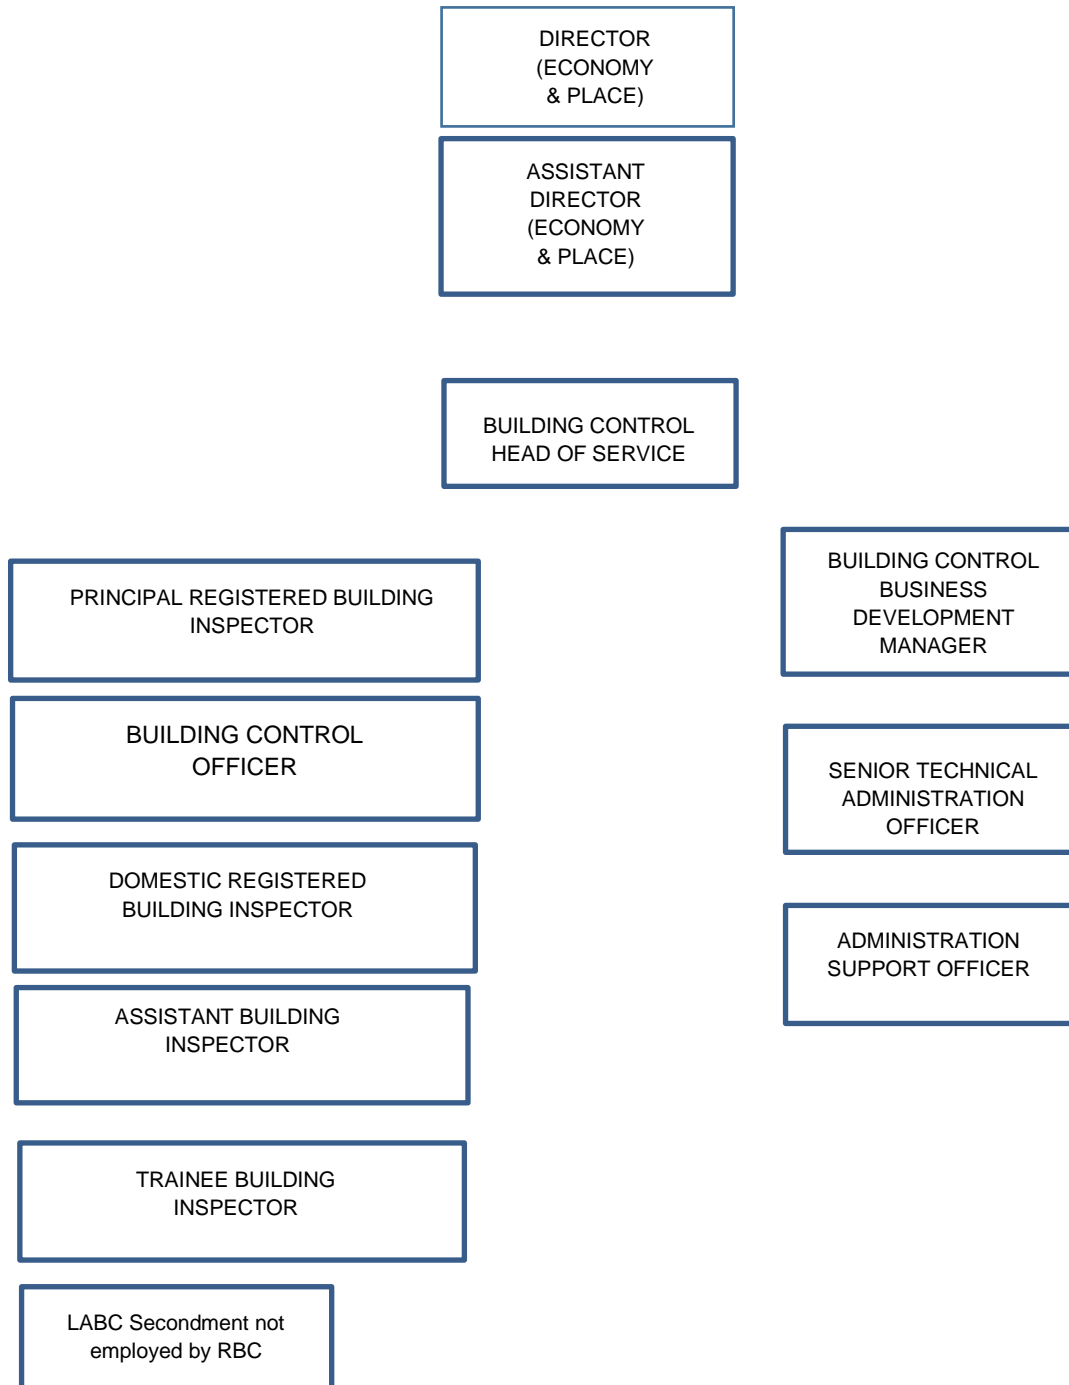 DIRECTOR
(ECONOMY
& PLACE)
ASSISTANT
DIRECTOR
(ECONOMY
& PLACE)
BUILDING CONTROL
HEAD OF SERVICE
PRINCIPAL REGISTERED BUILDING
INSPECTOR
BUILDING CONTROL
OFFICER
DOMESTIC REGISTERED
BUILDING INSPECTOR
ASSISTANT BUILDING
INSPECTOR
TRAINEE BUILDING
INSPECTOR
LABC Secondment not
employed by RBC
BUILDING CONTROL
BUSINESS
DEVELOPMENT
MANAGER
SENIOR TECHNICAL
ADMINISTRATION
OFFICER
ADMINISTRATION
SUPPORT OFFICER